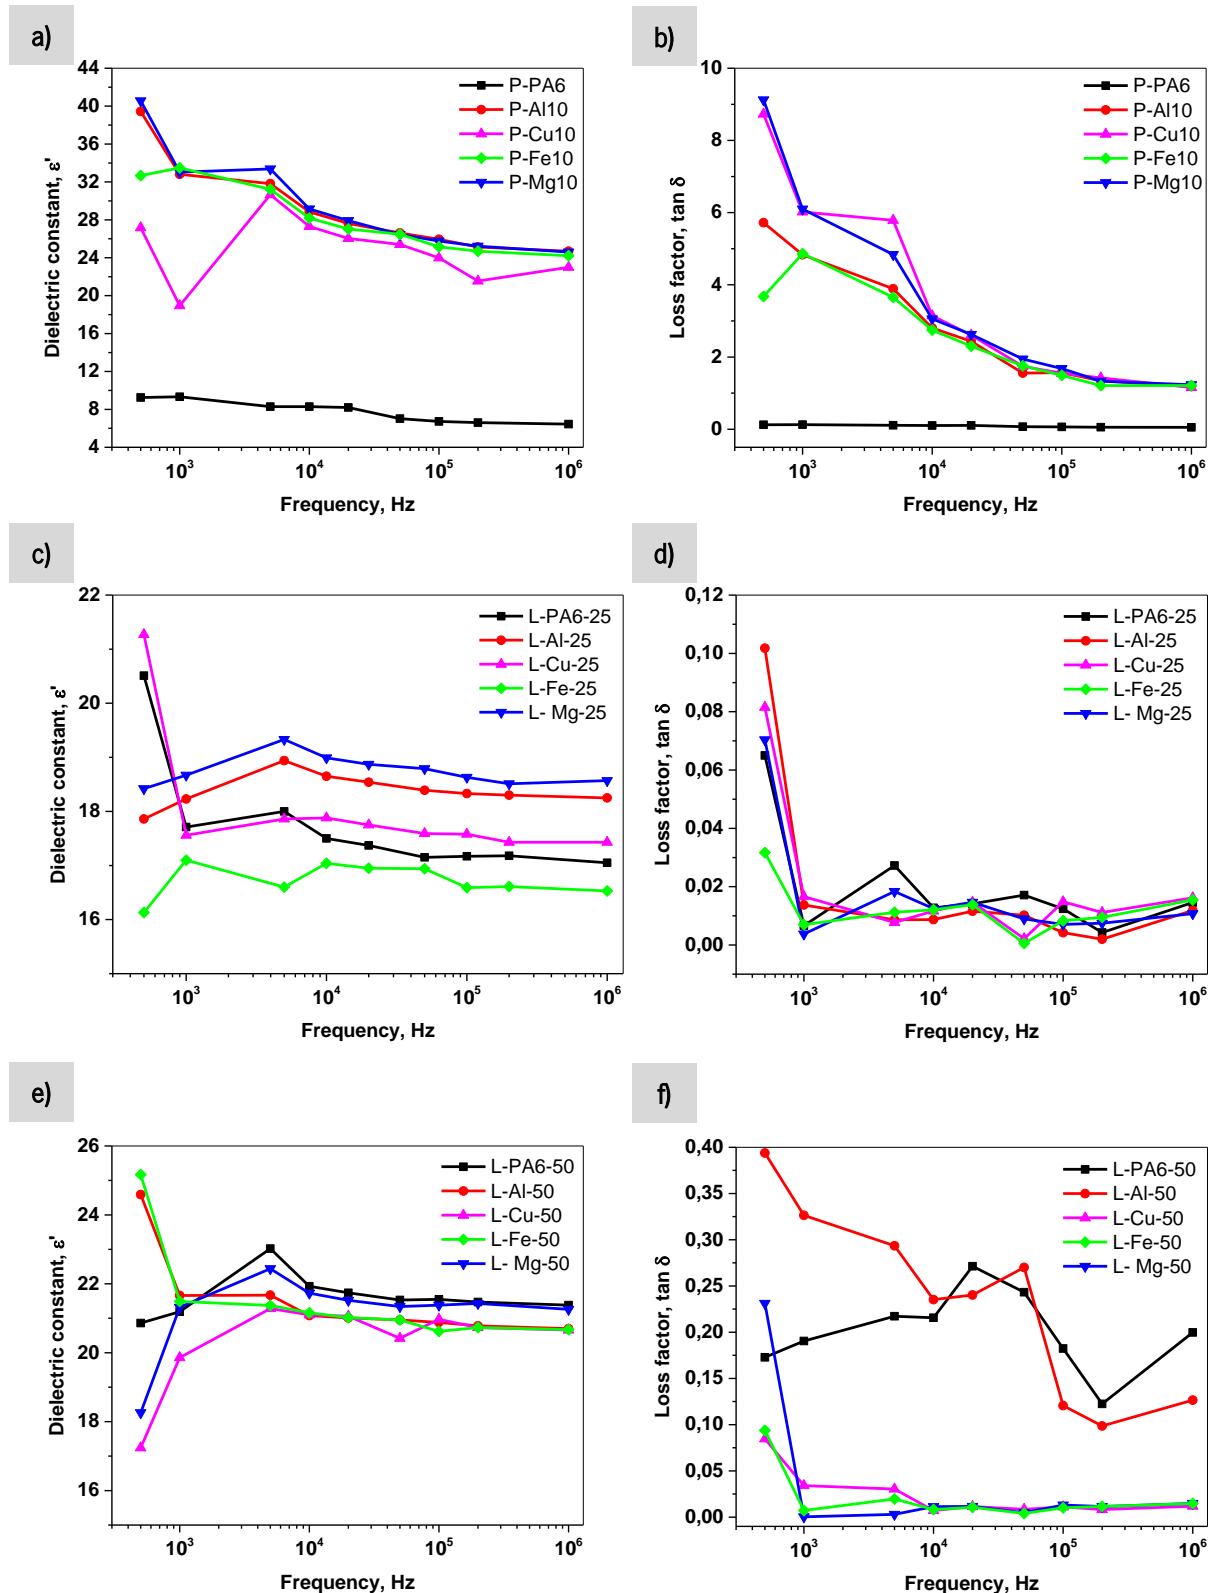 a)
44
40
36
32
28
24
20
16
12
8
4
Dielectric constant, ε'
P-PA6
P-Al10
P-Cu10
P-Fe10
P-Mg10
10³ 10⁴ 10⁵ 10⁶
Frequency, Hz
b)
10
8
6
4
2
0
Loss factor, tan δ
P-PA6
P-Al10
P-Cu10
P-Fe10
P-Mg10
10³ 10⁴ 10⁵ 10⁶
Frequency, Hz
c)
22
20
18
16
Dielectric constant, ε'
L-PA6-25
L-Al-25
L-Cu-25
L-Fe-25
L- Mg-25
10³ 10⁴ 10⁵ 10⁶
Frequency, Hz
d)
0,12
0,10
0,08
0,06
0,04
0,02
0,00
Loss factor, tan δ
L-PA6-25
L-Al-25
L-Cu-25
L-Fe-25
L- Mg-25
10³ 10⁴ 10⁵ 10⁶
Frequency, Hz
e)
26
24
22
20
18
16
Dielectric constant, ε'
L-PA6-50
L-Al-50
L-Cu-50
L-Fe-50
L- Mg-50
10³ 10⁴ 10⁵ 10⁶
Frequency, Hz
f)
0,40
0,35
0,30
0,25
0,20
0,15
0,10
0,05
0,00
Loss factor, tan δ
L-PA6-50
L-Al-50
L-Cu-50
L-Fe-50
L- Mg-50
10³ 10⁴ 10⁵ 10⁶
Frequency, Hz